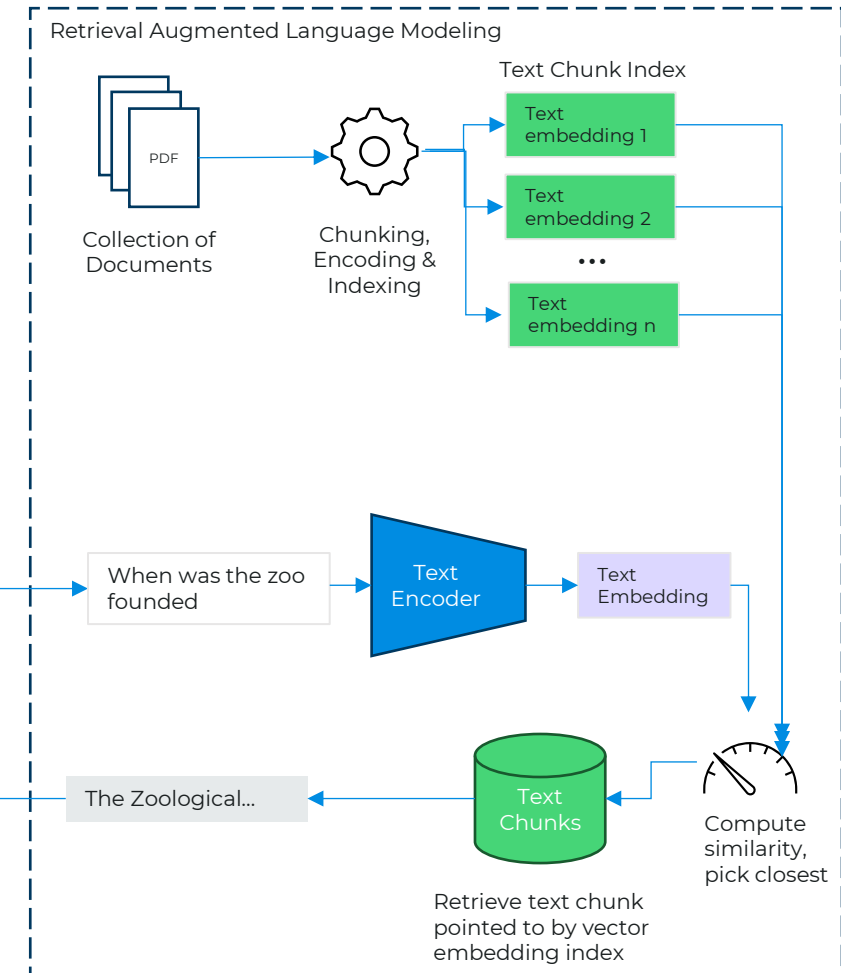 Retrieval Augmented Language Modeling
Text Chunk Index
PDF
Text
embedding 1
Text
embedding 2
...
Text
embedding n
Collection of
Documents
Chunking,
Encoding &
Indexing
When was the zoo
founded
Text
Encoder
Text
Embedding
The Zoological...
Text
Chunks
Compute
similarity,
pick closest
Retrieve text chunk
pointed to by vector
embedding index